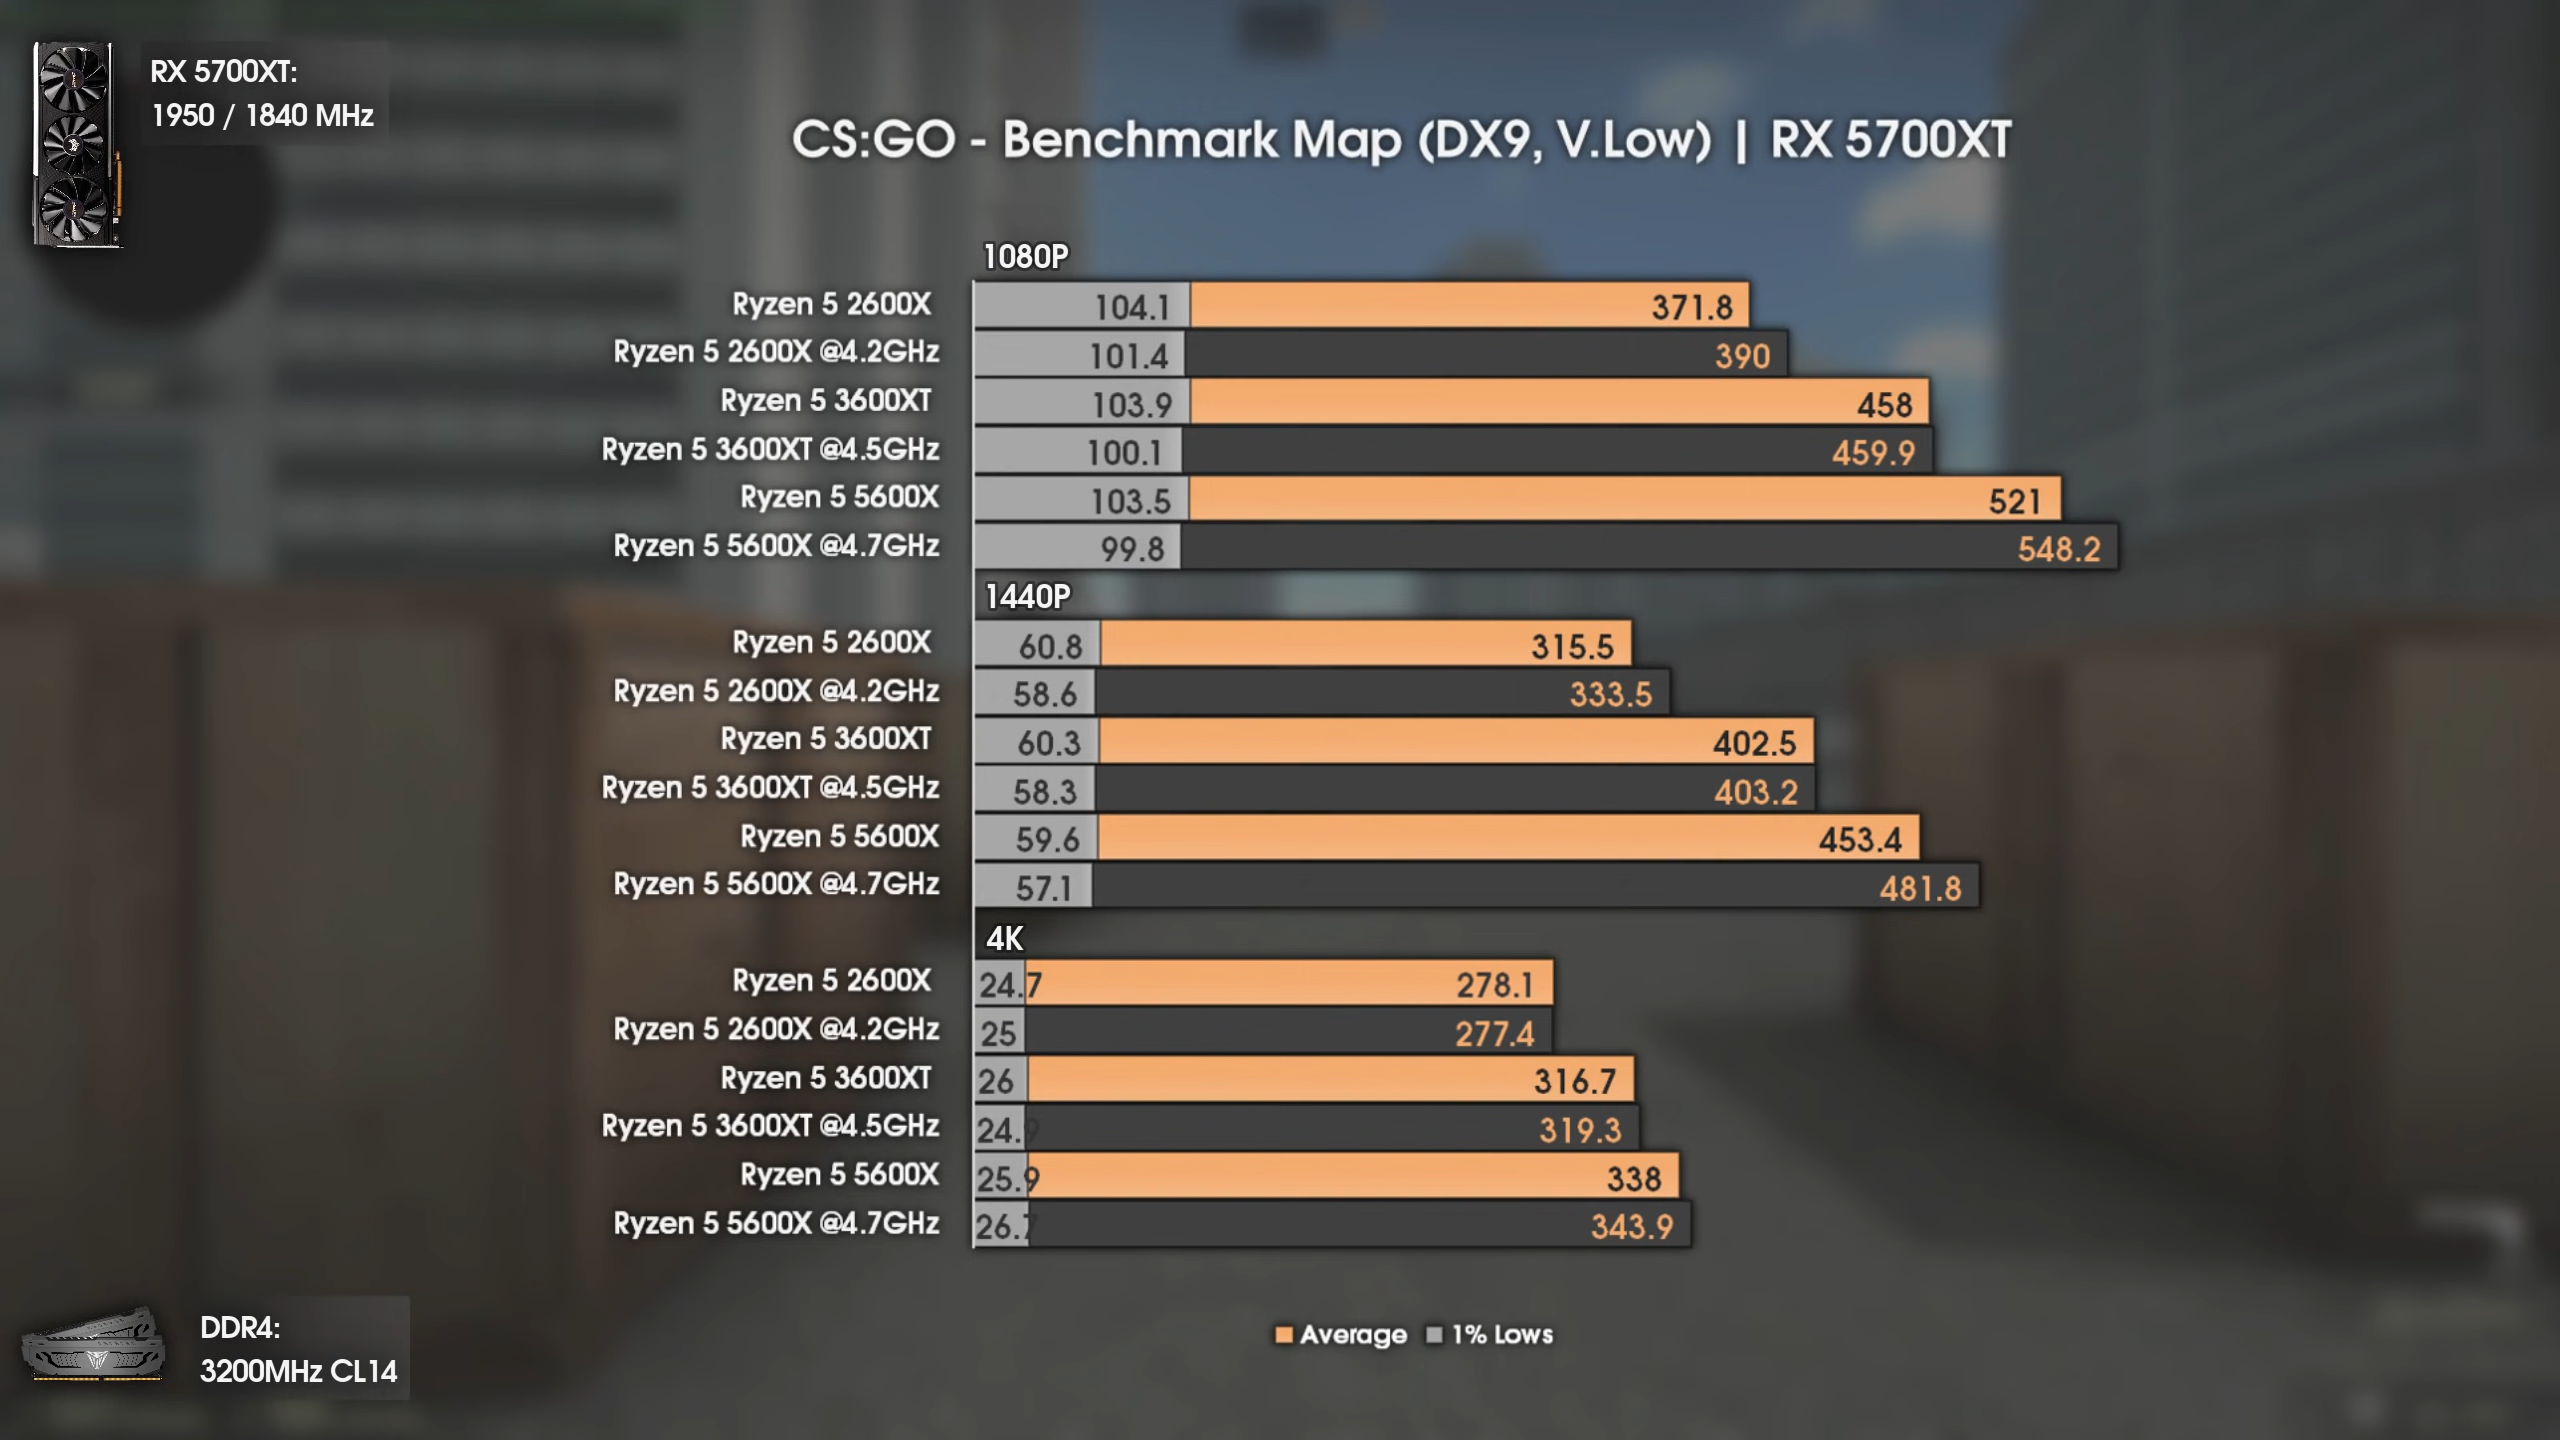 RX 5700XT:
1950 / 1840 MHz
CS:GO - Benchmark Map (DX9, V.Low) | RX 5700XT
1080P
Ryzen 5 2600X 104.1 371.8
Ryzen 5 2600X @4.2GHz 101.4 390
Ryzen 5 3600XT 103.9 458
Ryzen 5 3600XT @4.5GHz 100.1 459.9
Ryzen 5 5600X 103.5 521
Ryzen 5 5600X @4.7GHz 99.8 548.2
1440P
Ryzen 5 2600X 60.8 315.5
Ryzen 5 2600X @4.2GHz 58.6 333.5
Ryzen 5 3600XT 60.3 402.5
Ryzen 5 3600XT @4.5GHz 58.3 403.2
Ryzen 5 5600X 59.6 453.4
Ryzen 5 5600X @4.7GHz 57.1 481.8
4K
Ryzen 5 2600X 24.7 278.1
Ryzen 5 2600X @4.2GHz 25 277.4
Ryzen 5 3600XT 26 316.7
Ryzen 5 3600XT @4.5GHz 24.9 319.3
Ryzen 5 5600X 25.9 338
Ryzen 5 5600X @4.7GHz 26.7 343.9
Average 1% Lows
DDR4:
3200MHz CL14